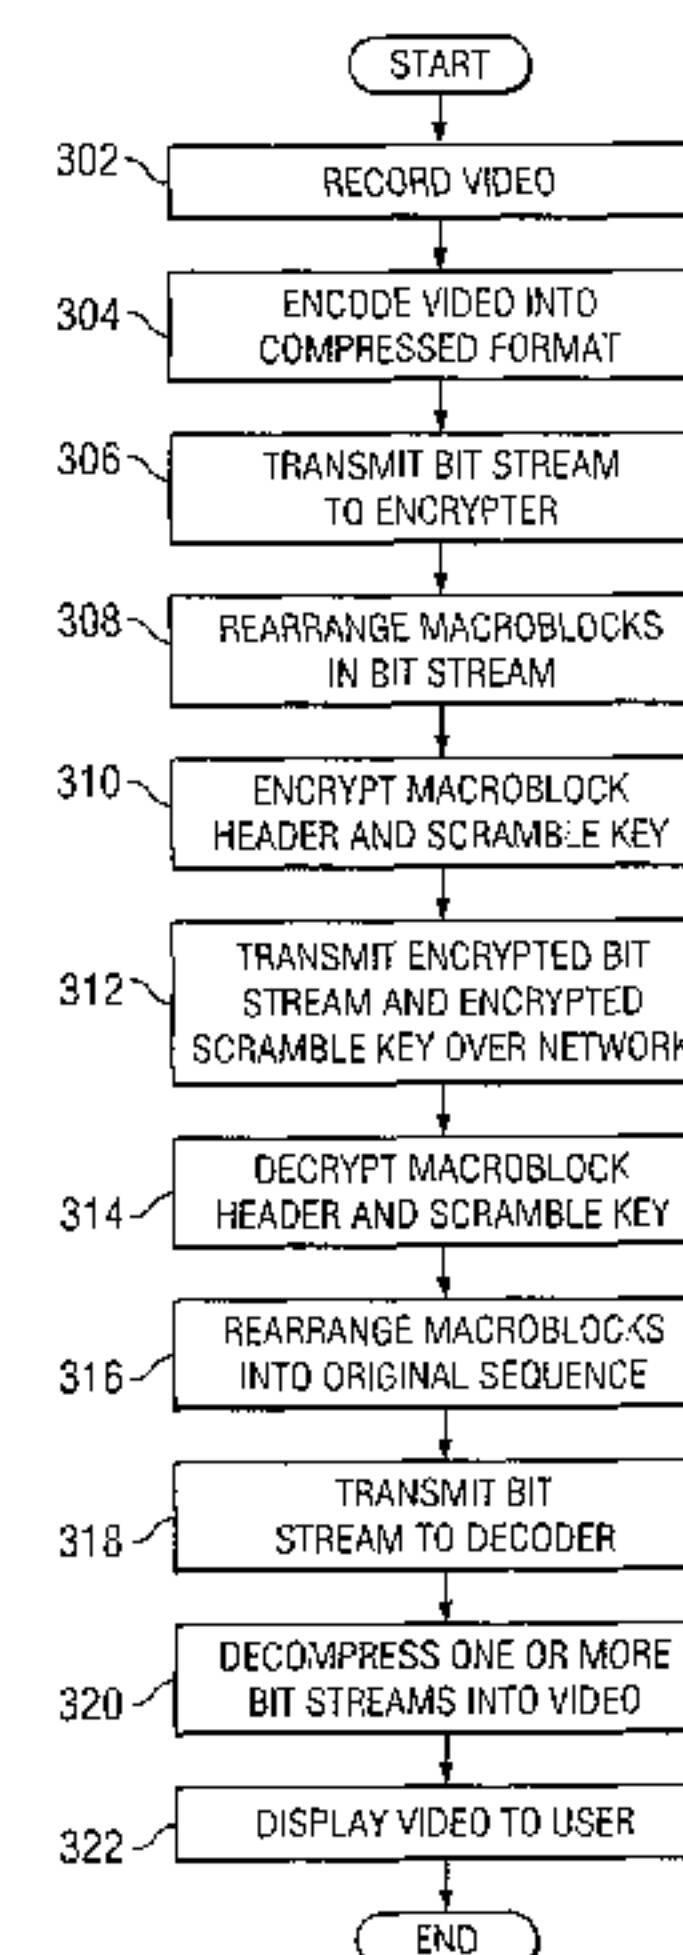 START
302
RECORD VIDEO
304
ENCODE VIDEO INTO
COMPRESSED FORMAT
306
TRANSMIT BIT STREAM
TO ENCRYPTER
308
REARRANGE MACROBLOCKS
IN BIT STREAM
310
ENCRYPT MACROBLOCK
HEADER AND SCRAMBLE KEY
312
TRANSMIT ENCRYPTED BIT
STREAM AND ENCRYPTED
SCRAMBLE KEY OVER NETWORK
314
DECRYPT MACROBLOCK
HEADER AND SCRAMBLE KEY
316
REARRANGE MACROBLOCKS
INTO ORIGINAL SEQUENCE
318
TRANSMIT BIT
STREAM TO DECODER
320
DECOMPRESS ONE OR MORE
BIT STREAMS INTO VIDEO
322
DISPLAY VIDEO TO USER
END